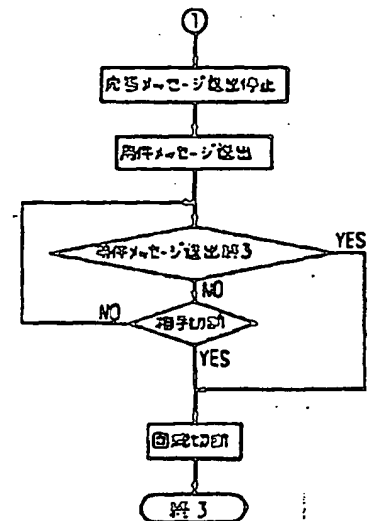 1
応答メッセージ送出停止
用件メッセージ送出
用件メッセージ送出終了
YES
NO
相手切断
NO
YES
回線切断
終了